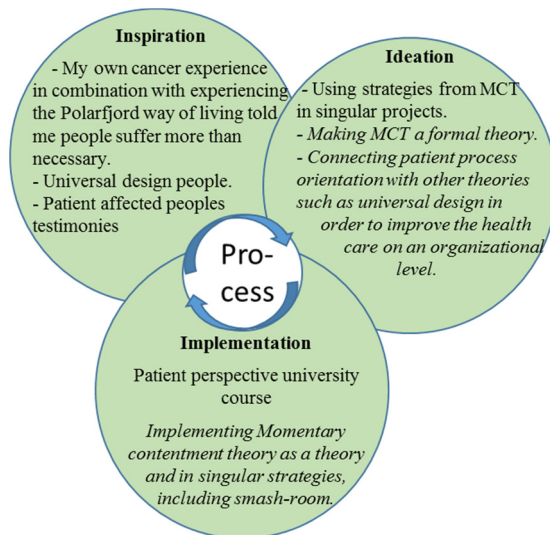 Inspiration
- My own cancer experience
in combination with experiencing
the Polarfjord way of living told
me people suffer more than
necessary.
- Universal design people.
- Patient affected peoples
testimonies
Ideation
- Using strategies from MCT
in singular projects.
- Making MCT a formal theory.
- Connecting patient process
orientation with other theories
such as universal design in
order to improve the health
care on an organizational
level.
Pro-
cess
Implementation
Patient perspective university
course
Implementing Momentary
contentment theory as a theory
and in singular strategies,
including smash-room.